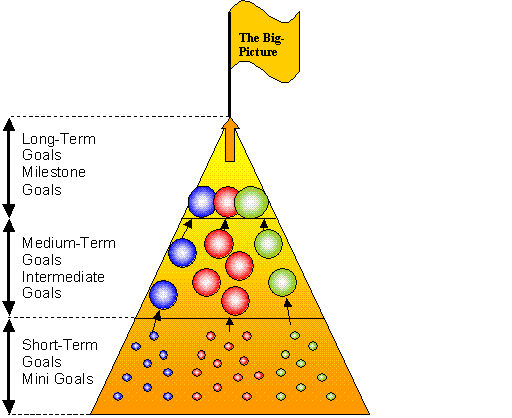 The Big-
Picture
Long-Term
Goals
Milestone
Goals
Medium-Term
Goals
Intermediate
Goals
Short-Term
Goals
Mini Goals